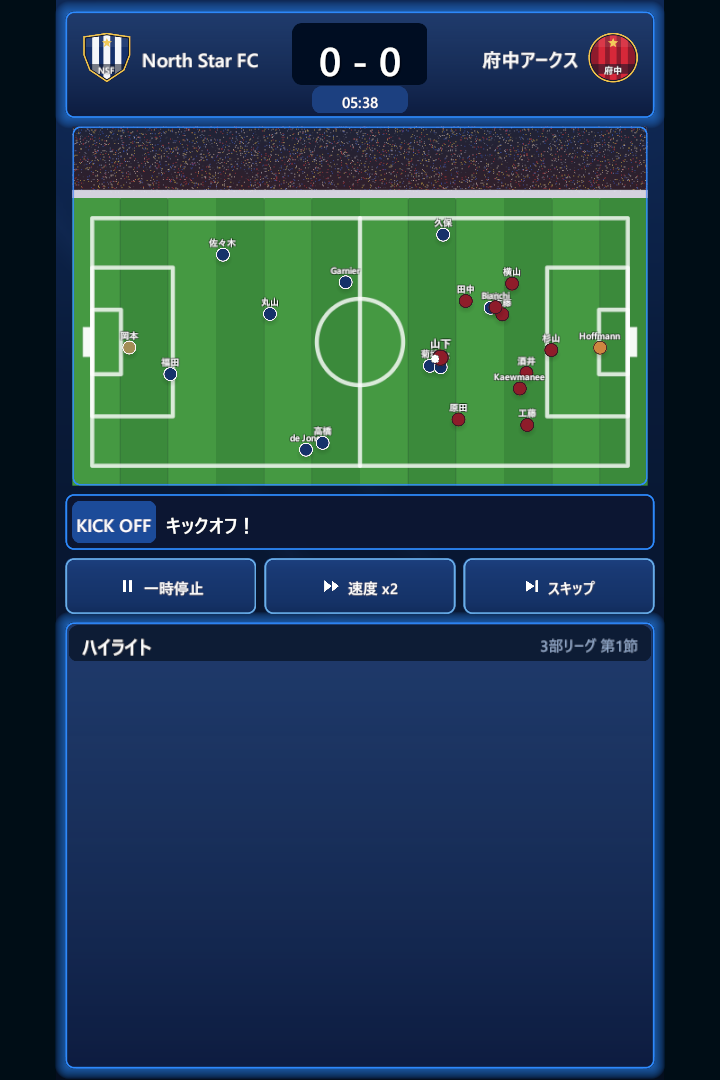 North Star FC
0 - 0
府中アークス
NSF
府中
05:38
久保
佐々木
横山
Garnier
田中
Bianchi
丸山
岡本
山下
杉山
Hoffmann
福田
酒井
Kaewmanee
原田
工藤
高橋
KICK OFF キックオフ！
一時停止
速度 x2
スキップ
ハイライト
3部リーグ 第1節